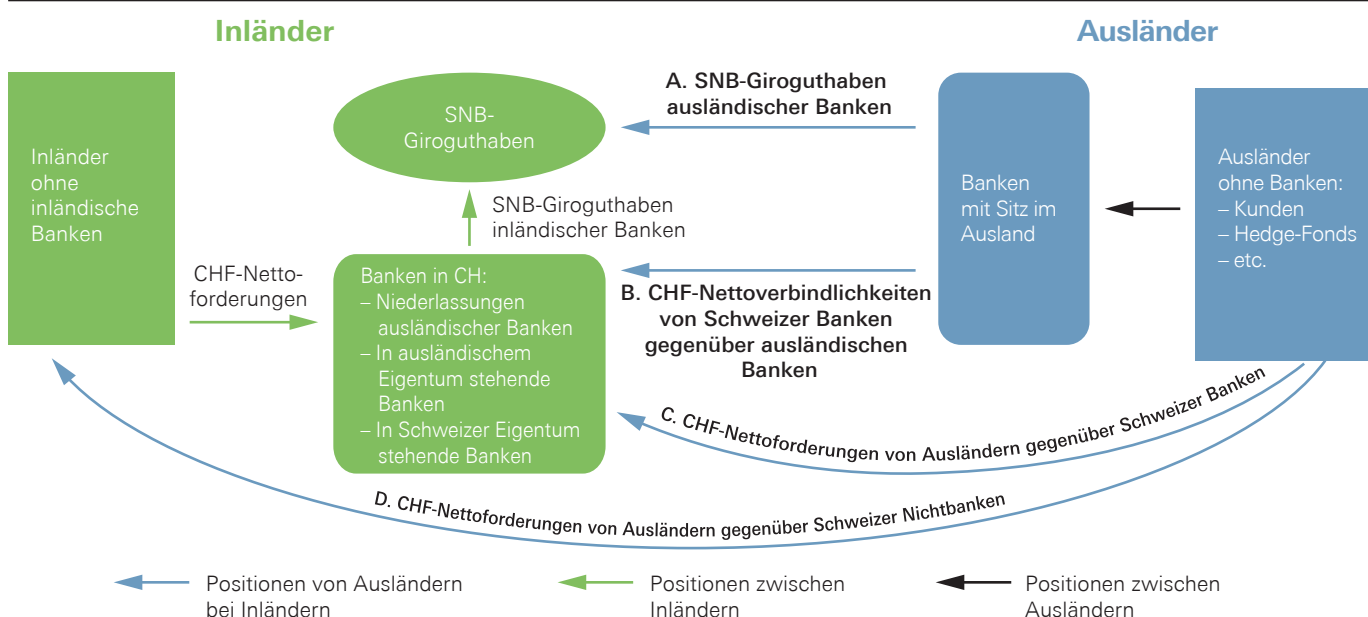 Inländer
Ausländer
A. SNB-Giroguthaben
ausländischer Banken
SNB-
Giroguthaben
Inländer
ohne
inländische
Banken
Banken
mit Sitz im
Ausland
Ausländer
ohne Banken:
– Kunden
– Hedge-Fonds
– etc.
SNB-Giroguthaben
inländischer Banken
CHF-Netto-
forderungen
Banken in CH:
– Niederlassungen
ausländischer Banken
– In ausländischem
Eigentum stehende
Banken
– In Schweizer Eigentum
stehende Banken
B. CHF-Nettoverbindlichkeiten
von Schweizer Banken
gegenüber ausländischen
Banken
C. CHF-Nettoforderungen von Ausländern gegenüber Schweizer Banken
D. CHF-Nettoforderungen von Ausländern gegenüber Schweizer Nichtbanken
Positionen von Ausländern
bei Inländern
Positionen zwischen
Inländern
Positionen zwischen
Ausländern